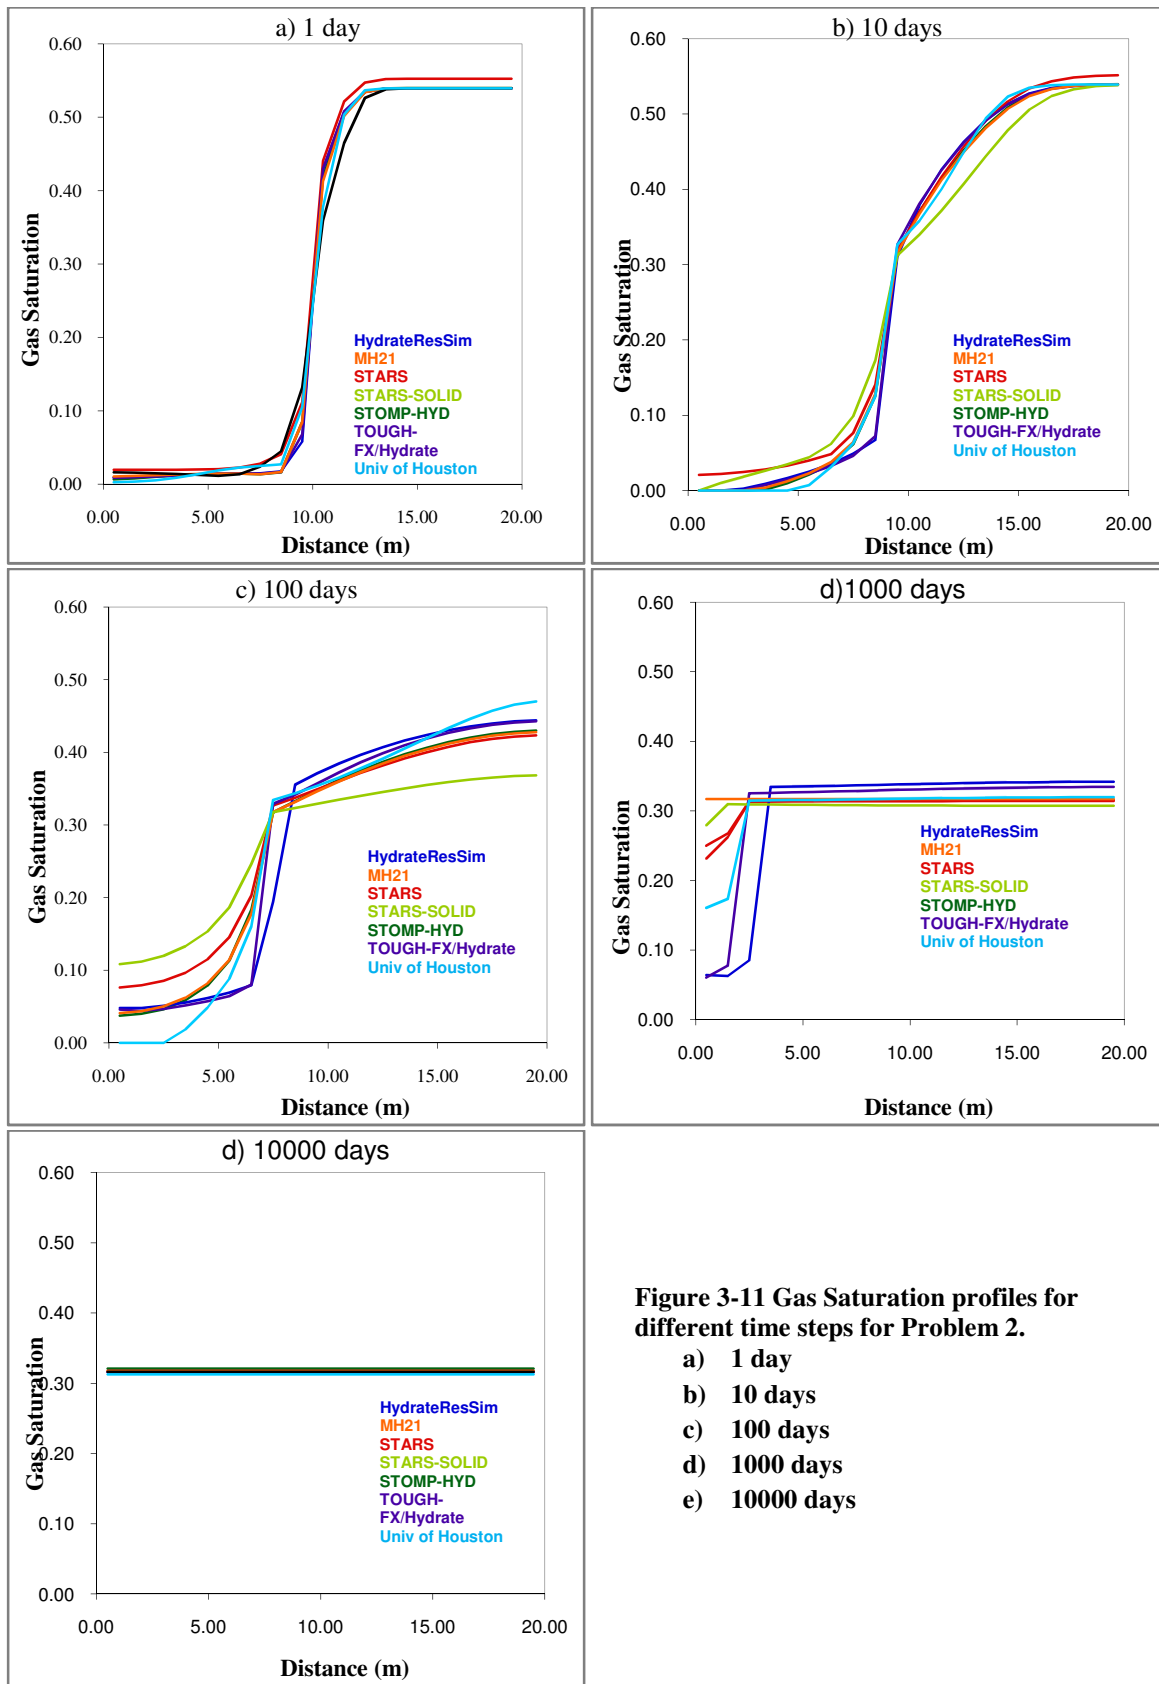 a) 1 day
0.60
0.50
0.40
0.30
0.20
0.10
0.00
Gas Saturation
HydrateResSim
MH21
STARS
STARS-SOLID
STOMP-HYD
TOUGH-
FX/Hydrate
Univ of Houston
0.00 5.00 10.00 15.00 20.00
Distance (m)
b) 10 days
0.60
0.50
0.40
0.30
0.20
0.10
0.00
Gas Saturation
HydrateResSim
MH21
STARS
STARS-SOLID
STOMP-HYD
TOUGH-FX/Hydrate
Univ of Houston
0.00 5.00 10.00 15.00 20.00
Distance (m)
c) 100 days
0.60
0.50
0.40
0.30
0.20
0.10
0.00
Gas Saturation
HydrateResSim
MH21
STARS
STARS-SOLID
STOMP-HYD
TOUGH-FX/Hydrate
Univ of Houston
0.00 5.00 10.00 15.00 20.00
Distance (m)
d)1000 days
0.60
0.50
0.40
0.30
0.20
0.10
0.00
Gas Saturation
HydrateResSim
MH21
STARS
STARS-SOLID
STOMP-HYD
TOUGH-FX/Hydrate
Univ of Houston
0.00 5.00 10.00 15.00 20.00
Distance (m)
d) 10000 days
0.60
0.50
0.40
0.30
0.20
0.10
0.00
Gas Saturation
HydrateResSim
MH21
STARS
STARS-SOLID
STOMP-HYD
TOUGH-
FX/Hydrate
Univ of Houston
0.00 5.00 10.00 15.00 20.00
Distance (m)
Figure 3-11 Gas Saturation profiles for
different time steps for Problem 2.
a) 1 day
b) 10 days
c) 100 days
d) 1000 days
e) 10000 days